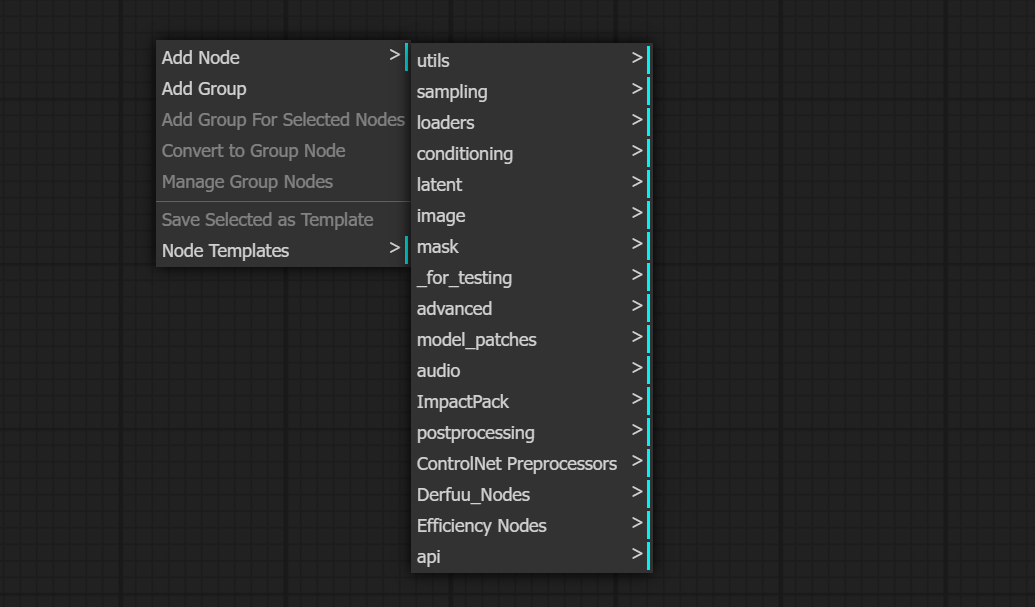 Add Node >
Add Group
Add Group For Selected Nodes
Convert to Group Node
Manage Group Nodes
Save Selected as Template
Node Templates >
utils >
sampling >
loaders >
conditioning >
latent >
image >
mask >
_for_testing >
advanced >
model_patches >
audio >
ImpactPack >
postprocessing >
ControlNet Preprocessors >
Derfuu_Nodes >
Efficiency Nodes >
api >